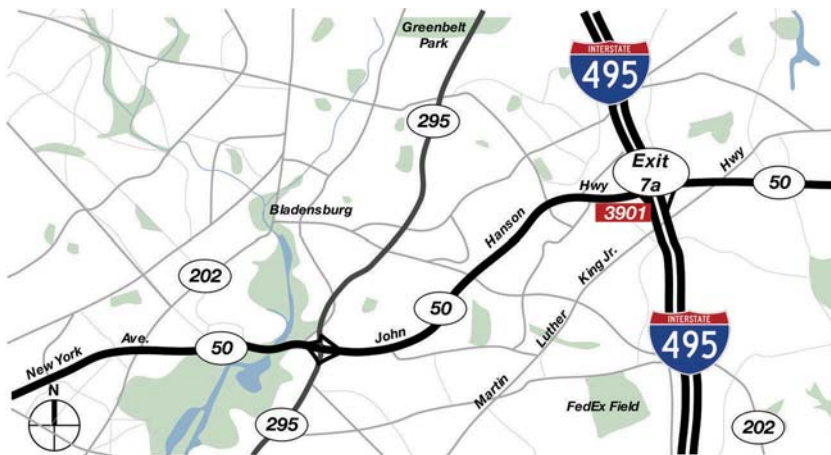 Greenbelt
Park
INTERSTATE
495
295
Exit
7a
Hwy
Hwy
50
3901
Bladensburg
Hanson
King Jr.
202
50
John
Luther
INTERSTATE
495
New York
Ave.
50
Martin
N
295
FedEx Field
202